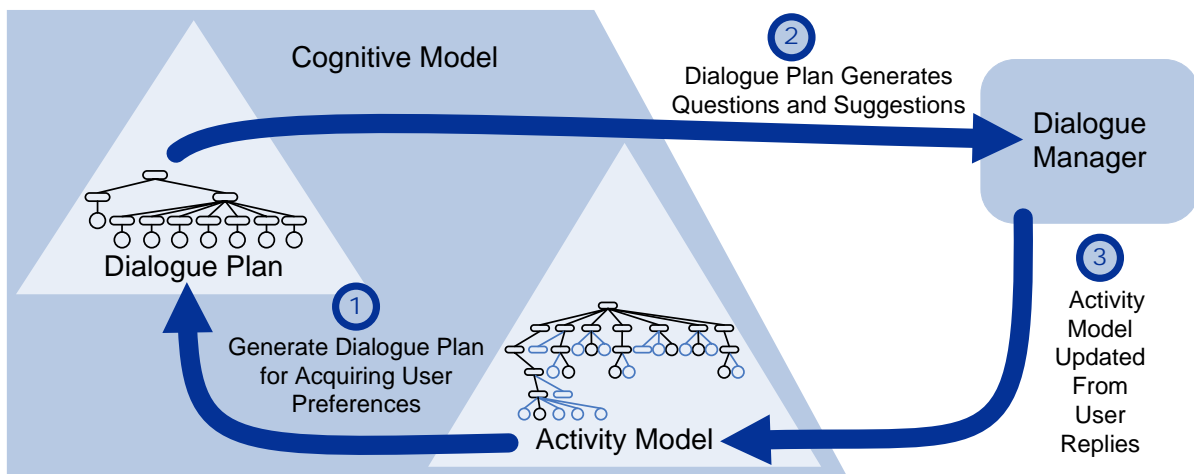 Cognitive Model
2
Dialogue Plan Generates
Questions and Suggestions
Dialogue
Manager
Dialogue Plan
1
Generate Dialogue Plan
for Acquiring User
Preferences
Activity Model
3
Activity
Model
Updated
From
User
Replies